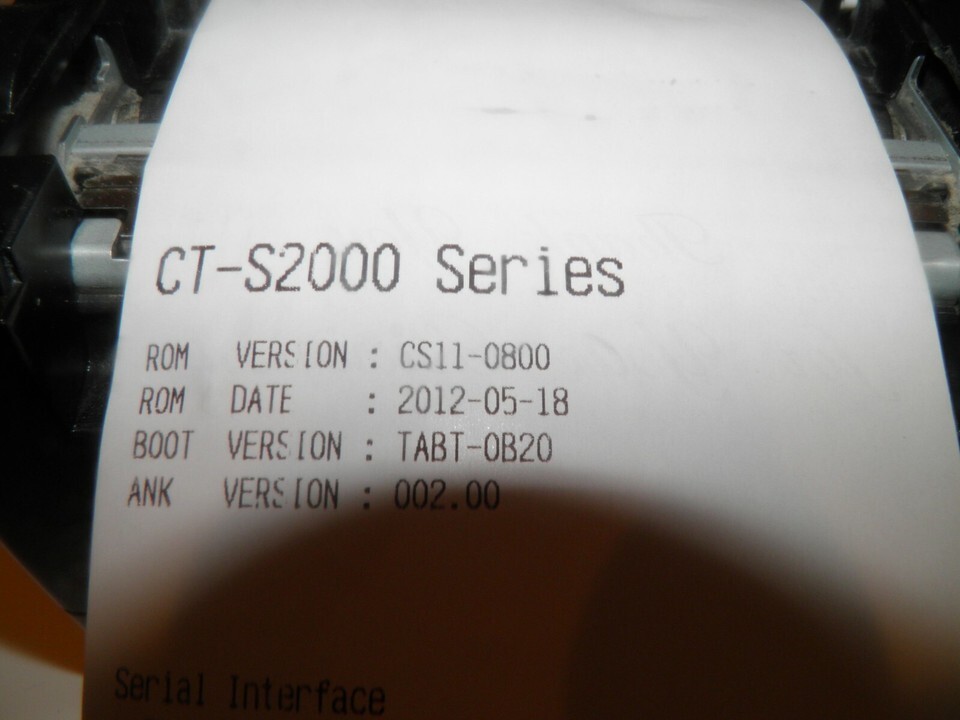 CT-S2000 Series
ROM VERSION : CS11-0800
ROM DATE : 2012-05-18
BOOT VERSION : TABT-0B20
ANK VERSION : 002.00
Serial Interface